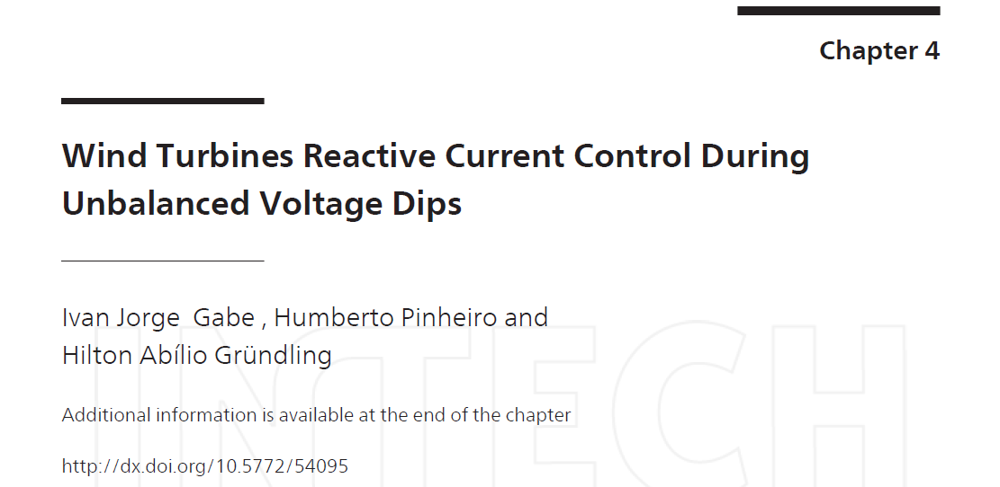 Chapter 4
Wind Turbines Reactive Current Control During
Unbalanced Voltage Dips
Ivan Jorge  Gabe , Humberto Pinheiro and
Hilton Abílio Gründling
Additional information is available at the end of the chapter
http://dx.doi.org/10.5772/54095
INTECH